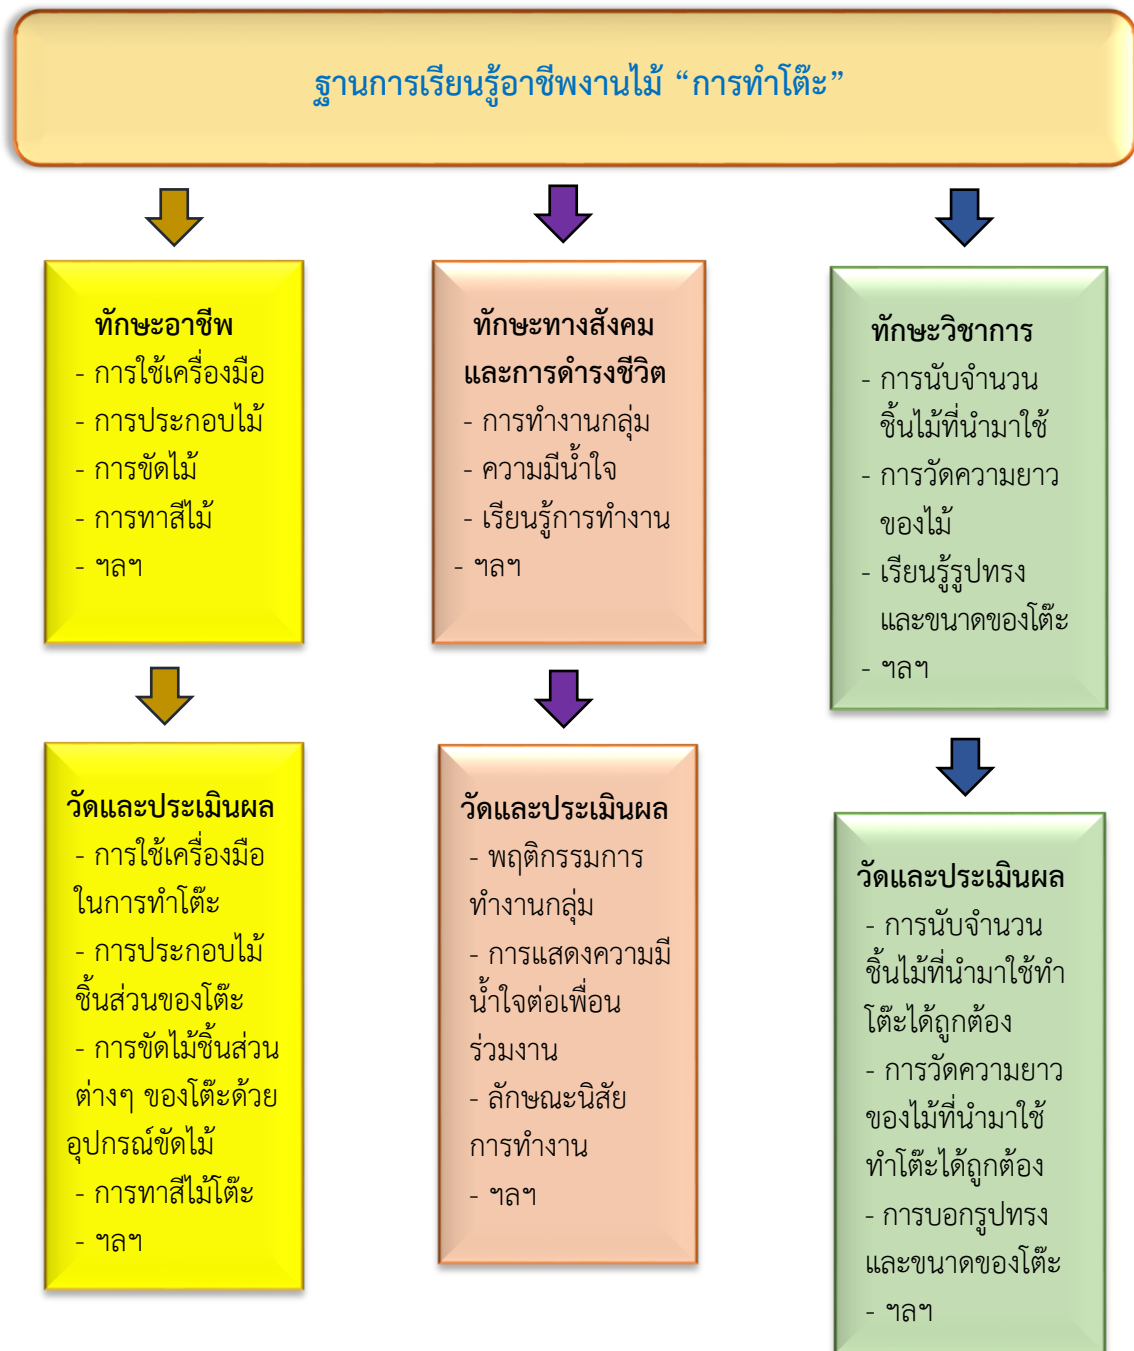 ฐานการเรียนรู้อาชีพงานไม้ “การทำโต๊ะ”
ทักษะอาชีพ
- การใช้เครื่องมือ
- การประกอบไม้
- การขัดไม้
- การทาสีไม้
- ฯลฯ
ทักษะทางสังคม
และการดำรงชีวิต
- การทำงานกลุ่ม
- ความมีน้ำใจ
- เรียนรู้การทำงาน
- ฯลฯ
ทักษะวิชาการ
- การนับจำนวน
ชิ้นไม้ที่นำมาใช้
- การวัดความยาว
ของไม้
- เรียนรู้รูปทรง
และขนาดของโต๊ะ
- ฯลฯ
วัดและประเมินผล
- การใช้เครื่องมือ
ในการทำโต๊ะ
- การประกอบไม้
ชิ้นส่วนของโต๊ะ
- การขัดไม้ชิ้นส่วน
ต่างๆ ของโต๊ะด้วย
อุปกรณ์ขัดไม้
- การทาสีไม้โต๊ะ
- ฯลฯ
วัดและประเมินผล
- พฤติกรรมการ
ทำงานกลุ่ม
- การแสดงความมี
น้ำใจต่อเพื่อน
ร่วมงาน
- ลักษณะนิสัย
การทำงาน
- ฯลฯ
วัดและประเมินผล
- การนับจำนวน
ชิ้นไม้ที่นำมาใช้ทำ
โต๊ะได้ถูกต้อง
- การวัดความยาว
ของไม้ที่นำมาใช้
ทำโต๊ะได้ถูกต้อง
- การบอกรูปทรง
และขนาดของโต๊ะ
- ฯลฯ